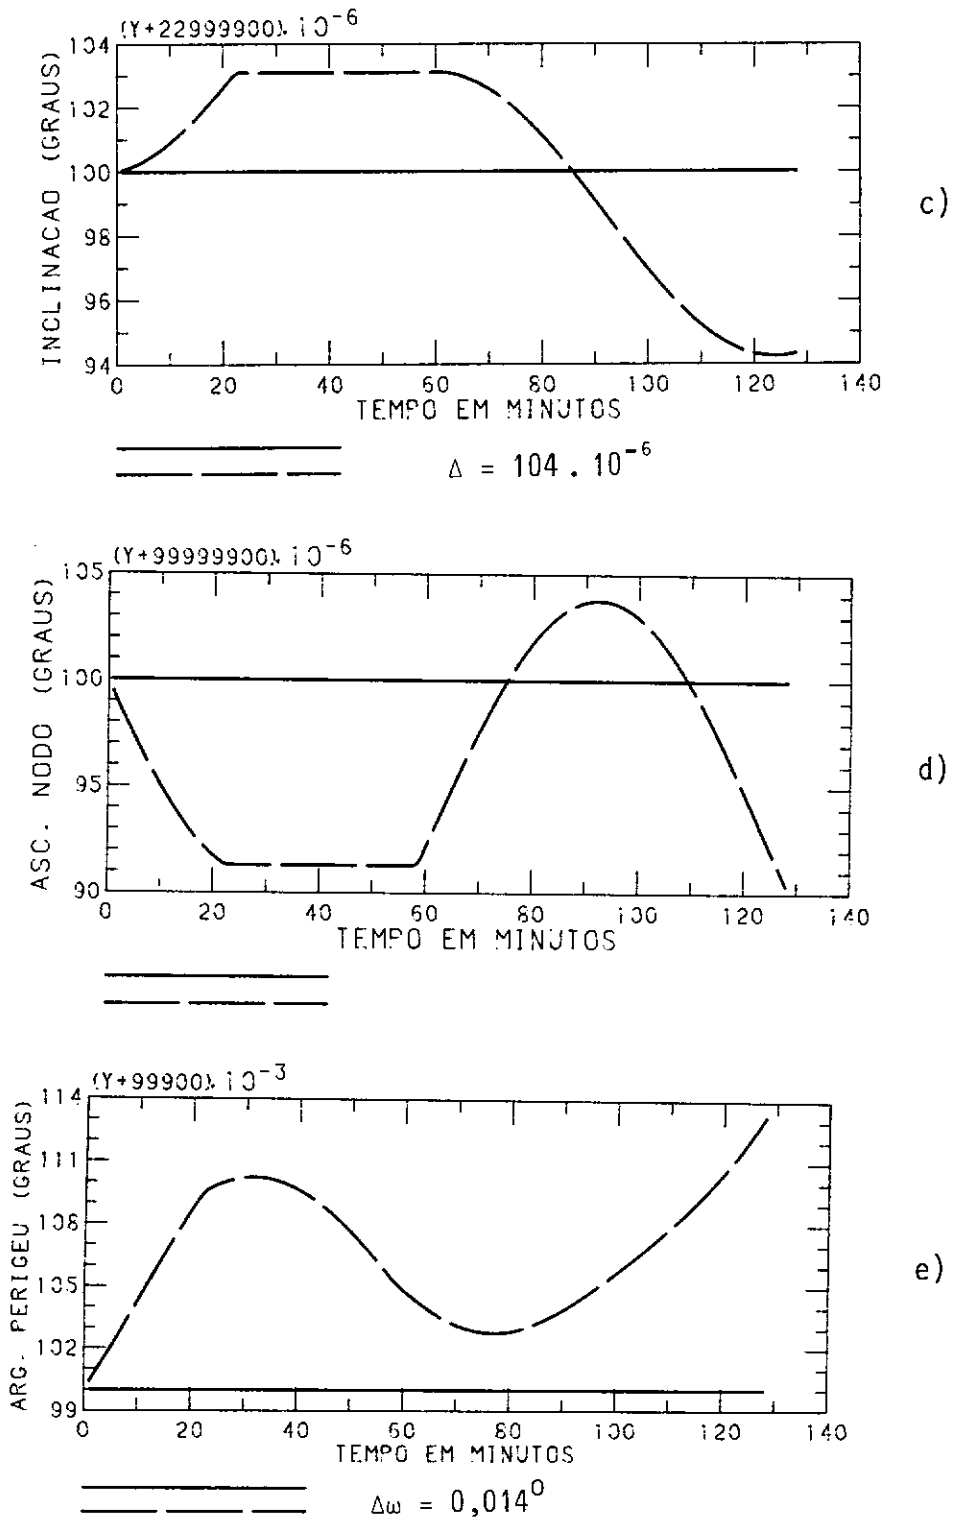 (Y+22999900).10⁻⁶
INCLINACAO (GRAUS)
104
102
100
98
96
94
0 20 40 60 80 100 120 140
TEMPO EM MINUTOS
c)
Δ = 104 . 10⁻⁶
(Y+99999900).10⁻⁶
ASC. NODO (GRAUS)
105
100
95
90
0 20 40 60 80 100 120 140
TEMPO EM MINUTOS
d)
(Y+99900).10⁻³
ARG. PERIGEU (GRAUS)
114
111
108
105
102
99
0 20 40 60 80 100 120 140
TEMPO EM MINUTOS
e)
Δω = 0,014⁰